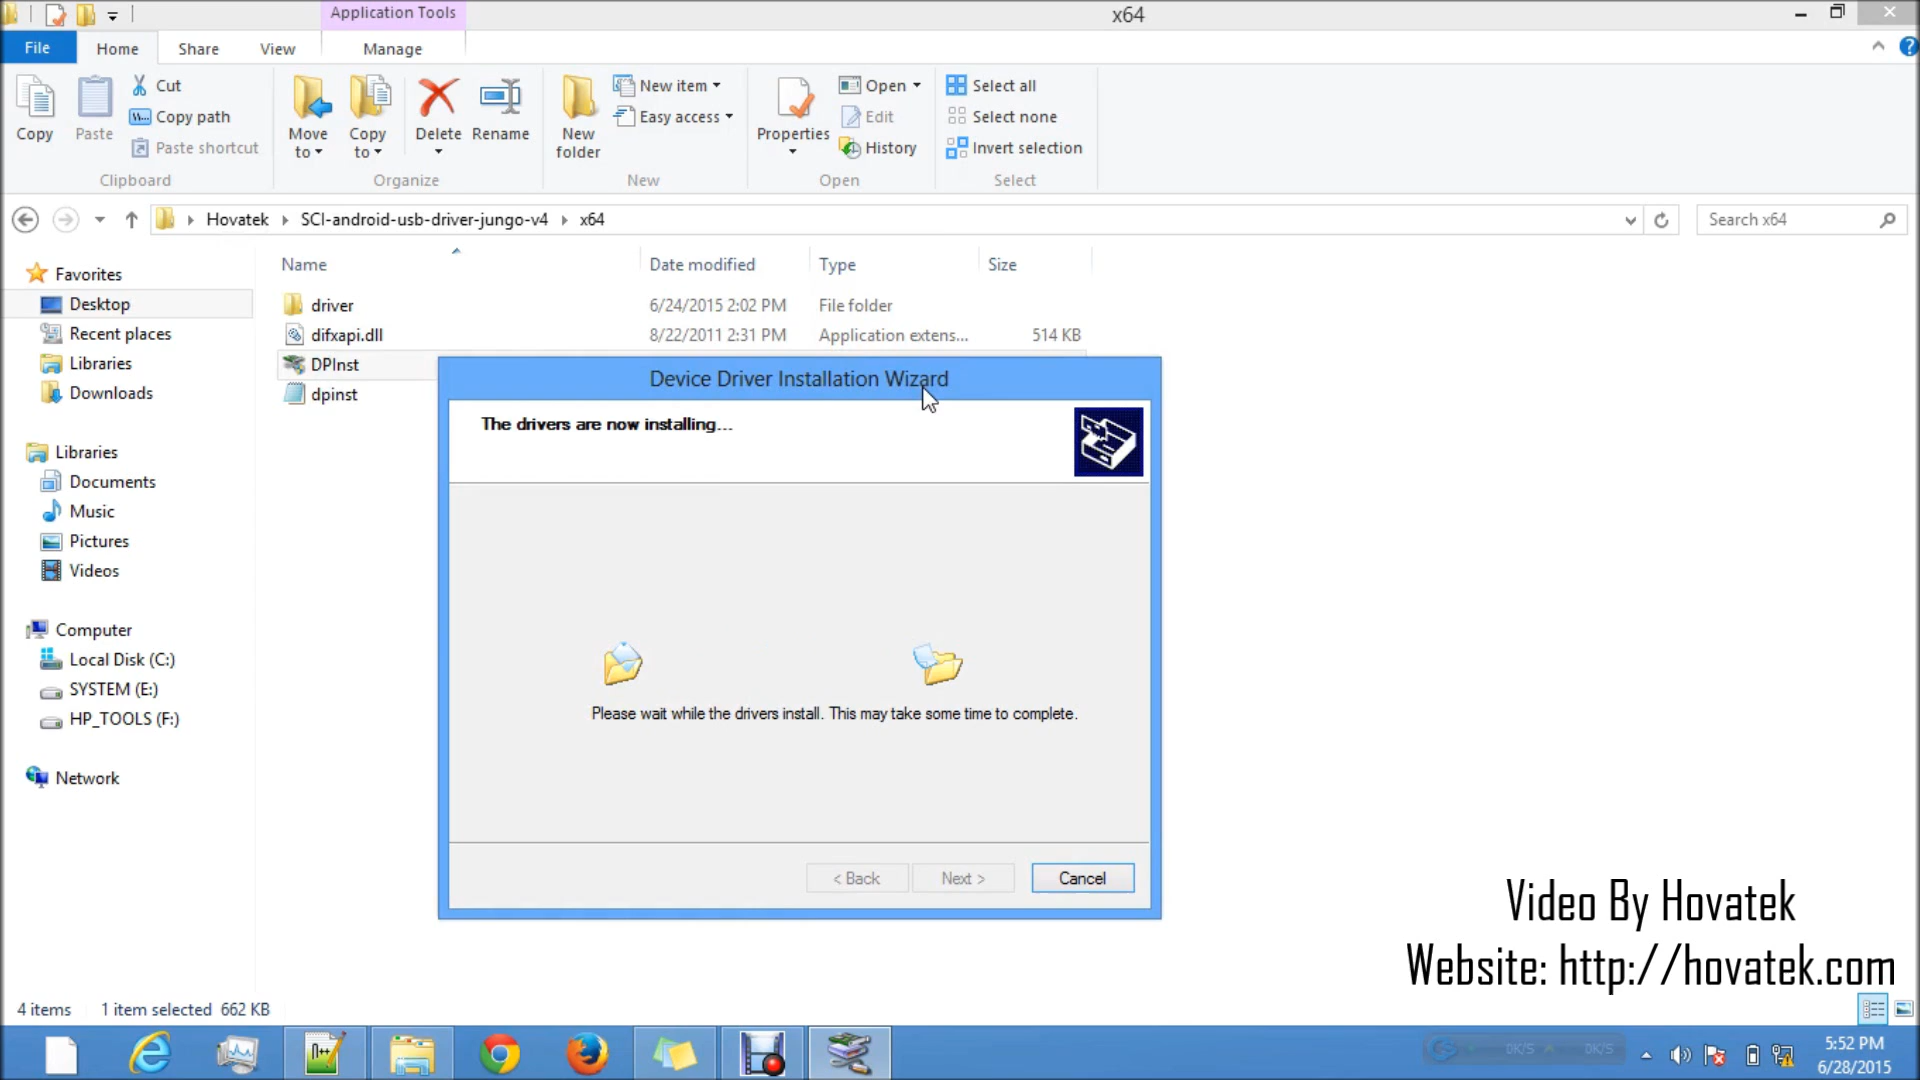 Application Tools
x64
File
Home
Share
View
Manage
Copy
Paste
Cut
Copy path
Paste shortcut
Clipboard
Move
to
Copy
to
Delete
Rename
Organize
New
folder
New item
Easy access
New
Properties
Open
Edit
History
Open
Select all
Select none
Invert selection
Select
Hovatek
SCI-android-usb-driver-jungo-v4
x64
Search x64
Favorites
Desktop
Recent places
Libraries
Downloads
Libraries
Documents
Music
Pictures
Videos
Computer
Local Disk (C:)
SYSTEM (E:)
HP_TOOLS (F:)
Network
Name
Date modified
Type
Size
driver
6/24/2015 2:02 PM
File folder
difxapi.dll
8/22/2011 2:31 PM
Application extens...
514 KB
DPInst
dpinst
Device Driver Installation Wizard
The drivers are now installing...
Please wait while the drivers install. This may take some time to complete.
< Back
Next >
Cancel
Video By Hovatek
Website: http://hovatek.com
4 items
1 item selected 662 KB
0K/S
0K/S
5:52 PM
6/28/2015